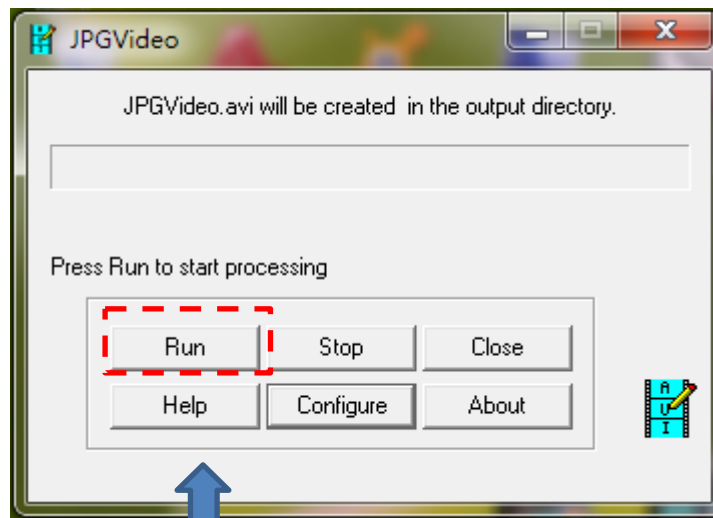 JPGVideo
JPGVideo.avi will be created in the output directory.
Press Run to start processing
Run Stop Close
Help Configure About
A
V
I